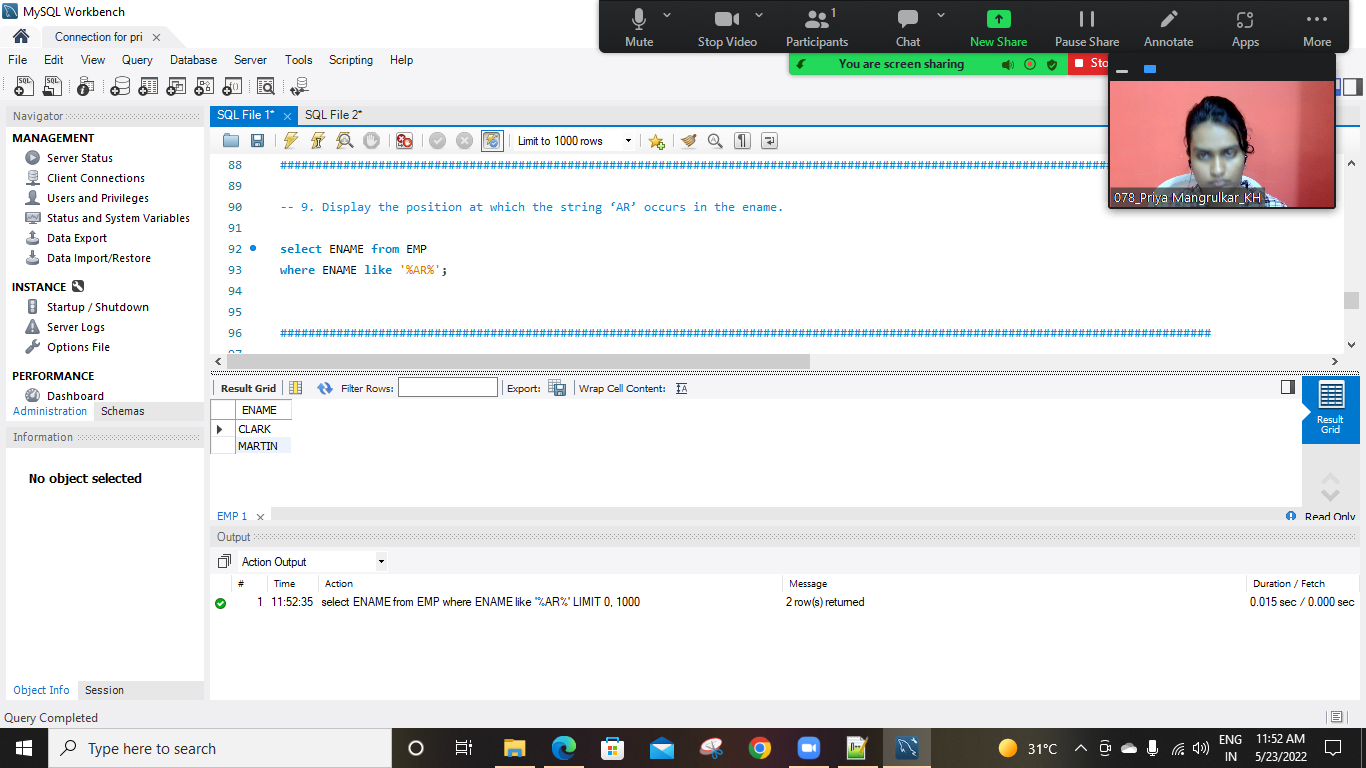 MySQL Workbench
Connection for pri
File Edit View Query Database Server Tools Scripting Help
Mute Stop Video Participants 1 Chat New Share Pause Share Annotate Apps More
You are screen sharing
Sto
078_Priya Mangrulkar_KH
Navigator
MANAGEMENT
Server Status
Client Connections
Users and Privileges
Status and System Variables
Data Export
Data Import/Restore
INSTANCE
Startup / Shutdown
Server Logs
Options File
PERFORMANCE
Dashboard
Administration Schemas
Information
No object selected
Object Info Session
Query Completed
SQL File 1* SQL File 2*
Limit to 1000 rows
88
89
90 -- 9. Display the position at which the string ‘AR’ occurs in the ename.
91
92 select ENAME from EMP
93 where ENAME like '%AR%';
94
95
96
97
Result Grid Filter Rows: Export: Wrap Cell Content:
ENAME
CLARK
MARTIN
Result
Grid
EMP 1
Read Only
Output
Action Output
# Time Action Message Duration / Fetch
1 11:52:35 select ENAME from EMP where ENAME like '%AR%' LIMIT 0, 1000 2 row(s) returned 0.015 sec / 0.000 sec
Type here to search
31°C
ENG
IN
11:52 AM
5/23/2022